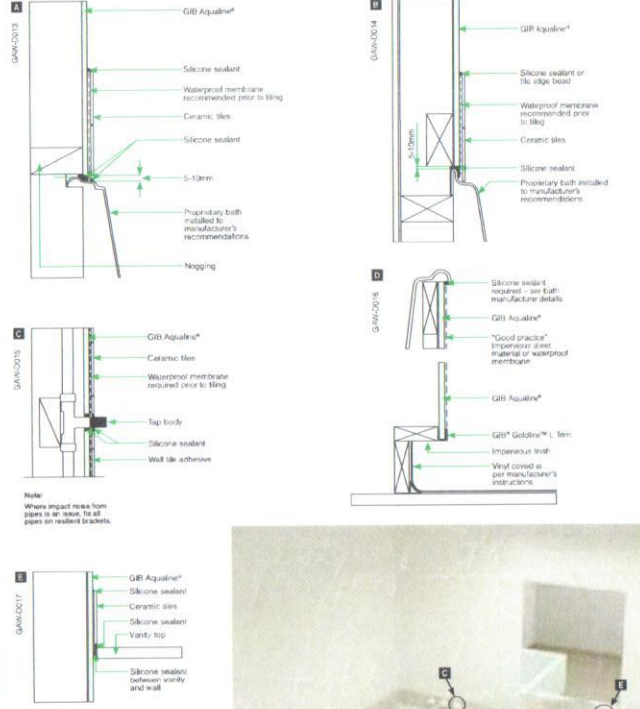 A
GAW-D013
GIB Aqualine®
Silicone sealant
Waterproof membrane
recommended prior to tiling
Ceramic tiles
Silicone sealant
5-10mm
Proprietary bath
installed to
manufacturer's
recommendations
Nogging
B
GAW-D014
GIB Aqualine®
Silicone sealant or
tile edge bead
Waterproof membrane
recommended prior
to tiling
Ceramic tiles
5-10mm
Silicone sealant
Proprietary bath installed
to manufacturer's
recommendations
C
GAW-D015
GIB Aqualine®
Ceramic tiles
Waterproof membrane
required prior to tiling
Tap body
Silicone sealant
Wall tile adhesive
Note:
Where impact noise from
pipes is an issue, fix all
pipes on resilient brackets.
D
GAW-D016
Silicone sealant
required – see bath
manufacture details
GIB Aqualine®
"Good practice"
Impervious sheet
material or waterproof
membrane
GIB Aqualine®
GIB® Goldline™ L Trim
Impervious finish
Vinyl coved as
per manufacturer's
instructions
E
GAW-D017
GIB Aqualine®
Silicone sealant
Ceramic tiles
Silicone sealant
Vanity top
Silicone sealant
between vanity
and wall
C
E